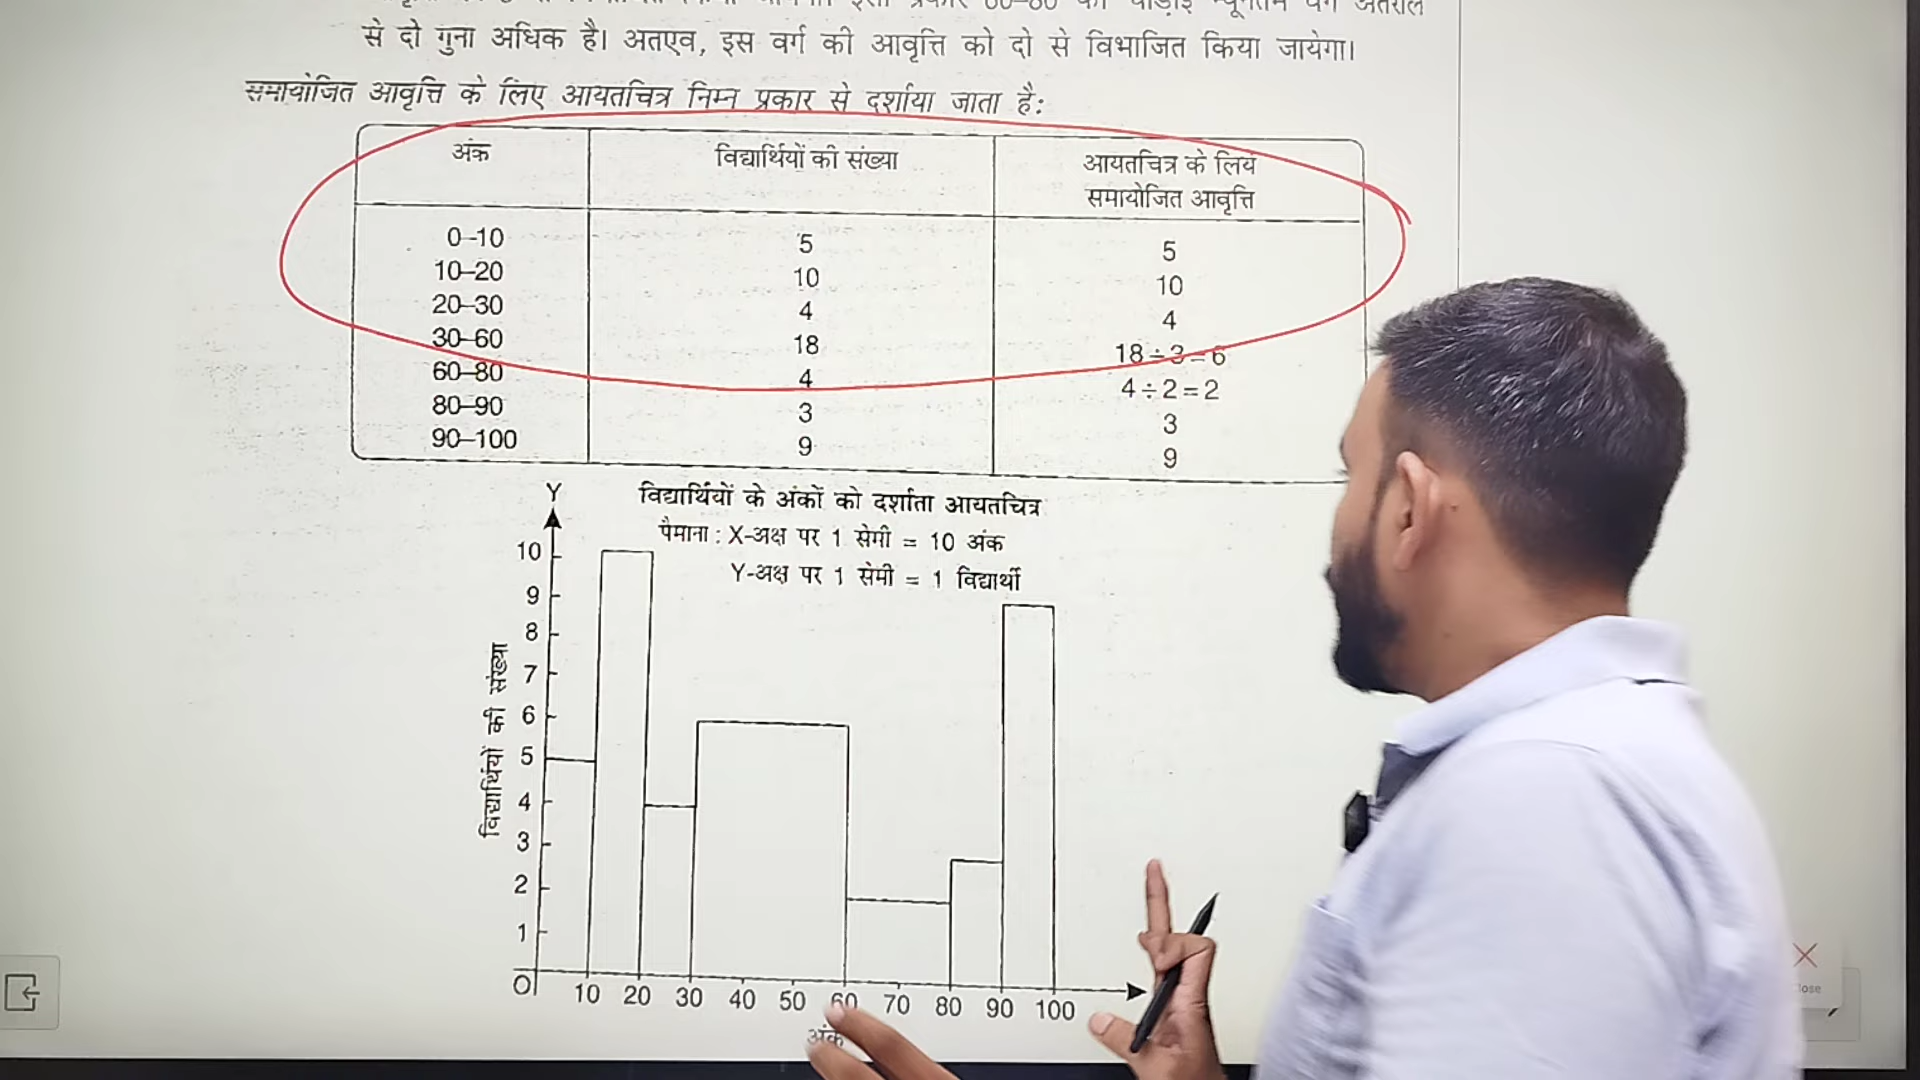 से दो गुना अधिक है। अतएव, इस वर्ग की आवृत्ति को दो से विभाजित किया जायेगा।
समायोजित आवृत्ति के लिए आयतचित्र निम्न प्रकार से दर्शाया जाता है:
अंक विद्यार्थियों की संख्या आयतचित्र के लिये
समायोजित आवृत्ति
0–10 5 5
10–20 10 10
20–30 4 4
30–60 18 18÷3=6
60–80 4 4÷2=2
80–90 3 3
90–100 9 9
विद्यार्थियों के अंकों को दर्शाता आयतचित्र
पैमाना : X-अक्ष पर 1 सेमी = 10 अंक
Y-अक्ष पर 1 सेमी = 1 विद्यार्थी
Y
10
9
8
7
6
5
4
3
2
1
O
विद्यार्थियों की संख्या
10 20 30 40 50 60 70 80 90 100
अंक